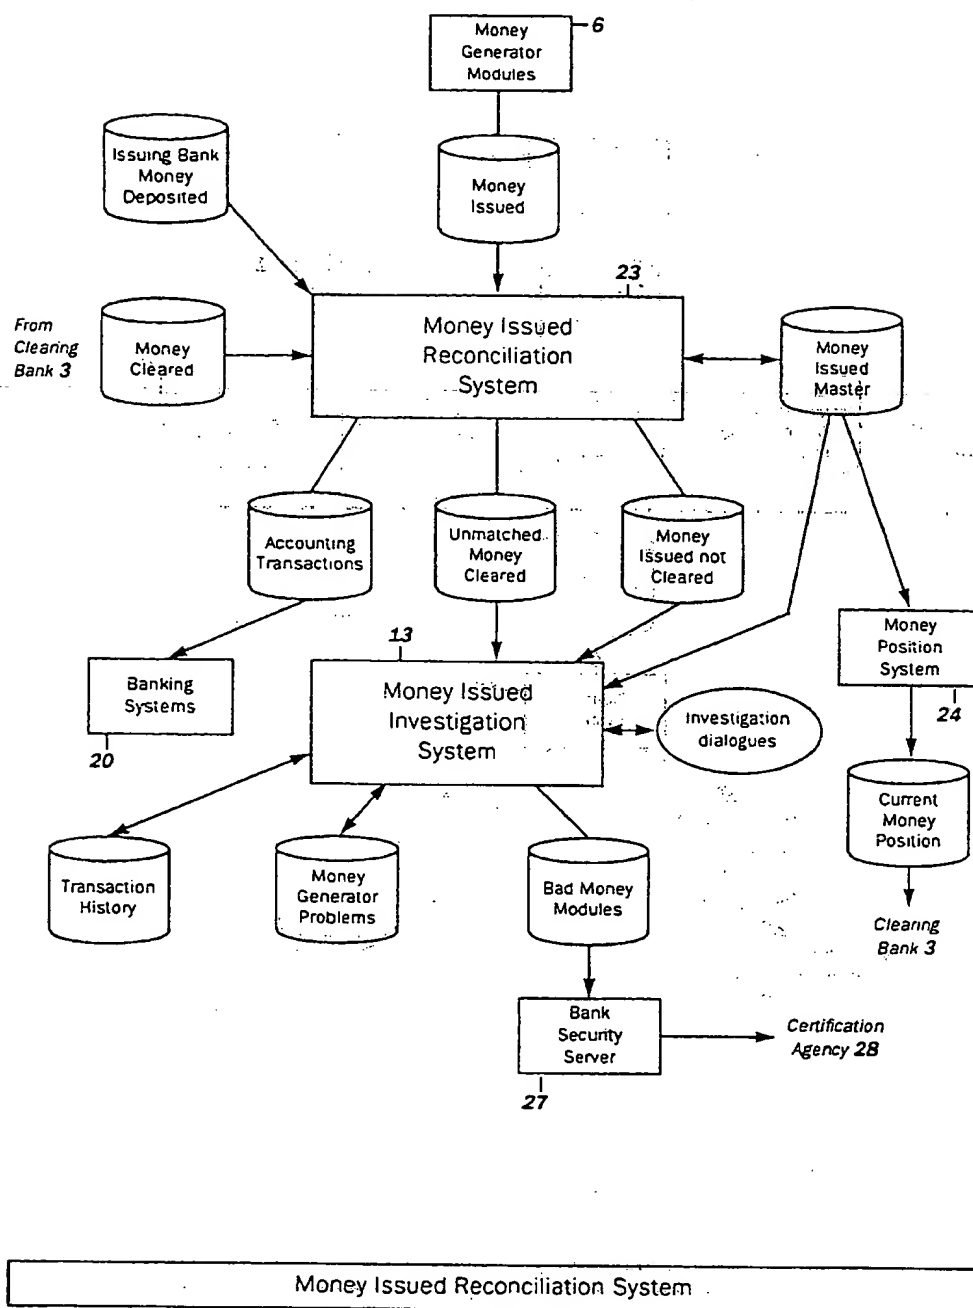 Money
Generator
Modules
6
Issuing Bank
Money
Deposited
Money
Issued
23
From
Clearing
Bank 3
Money
Cleared
Money Issued
Reconciliation
System
Money
Issued
Master
Accounting
Transactions
Unmatched
Money
Cleared
Money
Issued not
Cleared
13
Banking
Systems
20
Money Issued
Investigation
System
Investigation
dialogues
Money
Position
System
24
Transaction
History
Money
Generator
Problems
Bad Money
Modules
Current
Money
Position
Clearing
Bank 3
Bank
Security
Server
27
Certification
Agency 28
Money Issued Reconciliation System